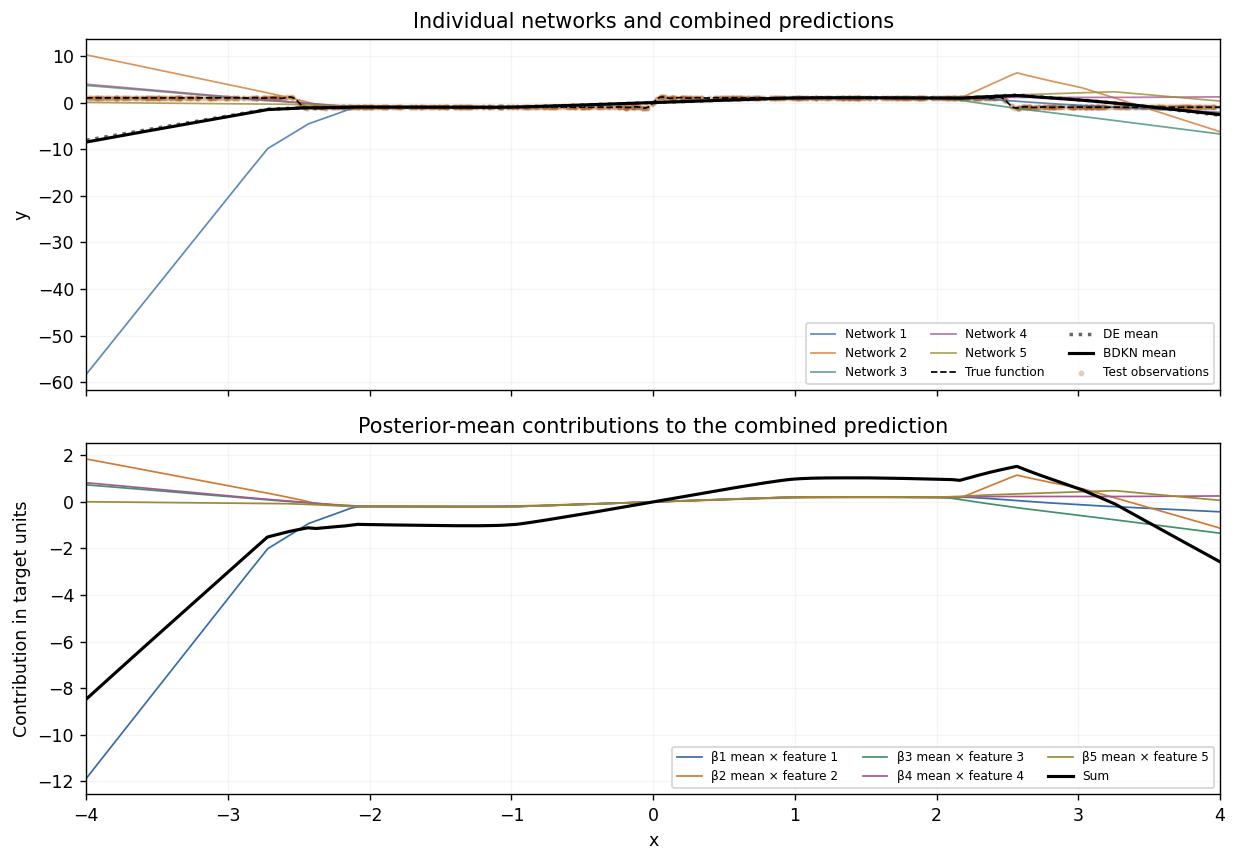 Individual networks and combined predictions
10
0
−10
−20
−30
−40
−50
−60
y
Network 1
Network 2
Network 3
Network 4
Network 5
True function
DE mean
BDKN mean
Test observations
Posterior-mean contributions to the combined prediction
2
0
−2
−4
−6
−8
−10
−12
Contribution in target units
β1 mean × feature 1
β2 mean × feature 2
β3 mean × feature 3
β4 mean × feature 4
β5 mean × feature 5
Sum
−4 −3 −2 −1 0 1 2 3 4
x